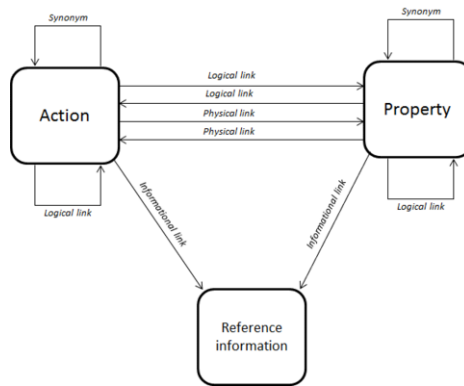 Synonym
Synonym
Logical link
Logical link
Action
Property
Physical link
Physical link
Logical link
Logical link
Informational link
Informational link
Reference
information